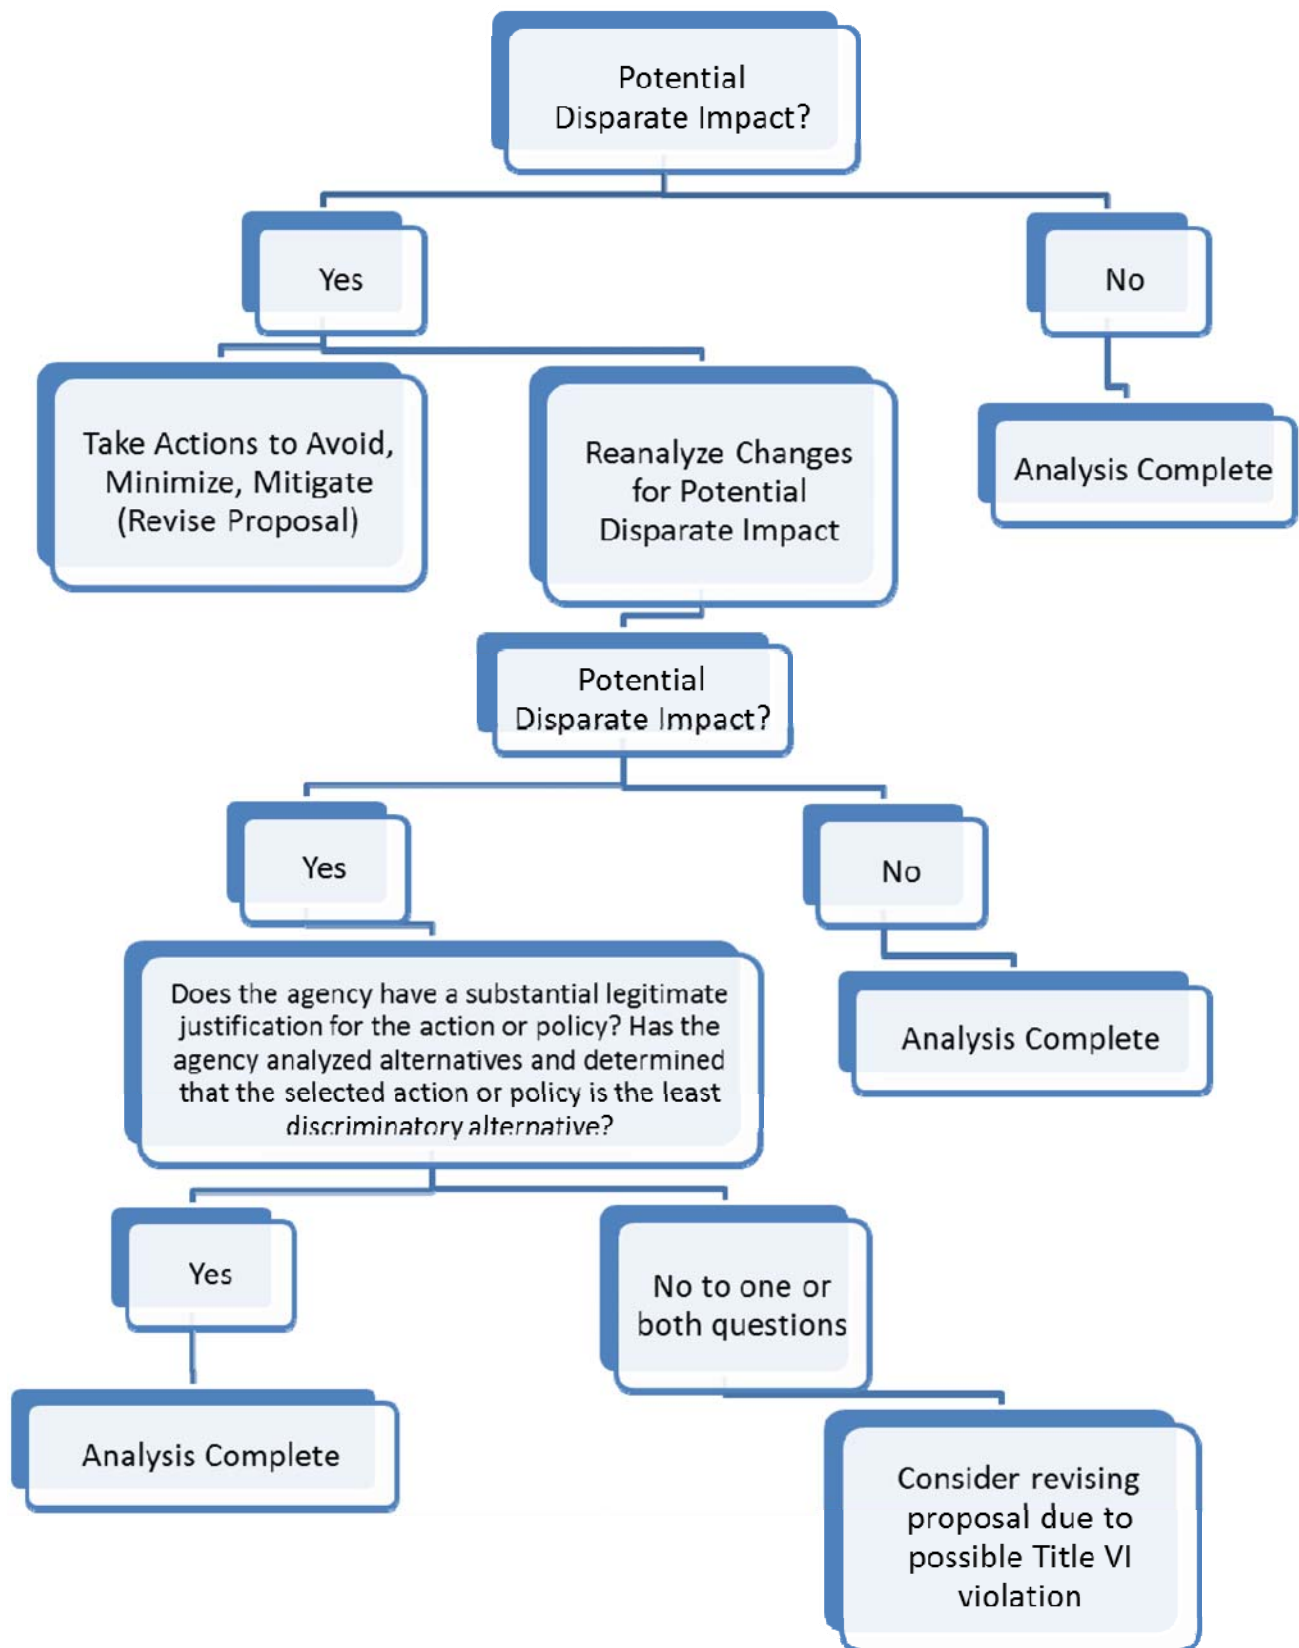 Potential
Disparate Impact?
Yes
No
Take Actions to Avoid,
Minimize, Mitigate
(Revise Proposal)
Reanalyze Changes
for Potential
Disparate Impact
Analysis Complete
Potential
Disparate Impact?
Yes
No
Does the agency have a substantial legitimate
justification for the action or policy? Has the
agency analyzed alternatives and determined
that the selected action or policy is the least
discriminatory alternative?
Analysis Complete
Yes
No to one or
both questions
Analysis Complete
Consider revising
proposal due to
possible Title VI
violation